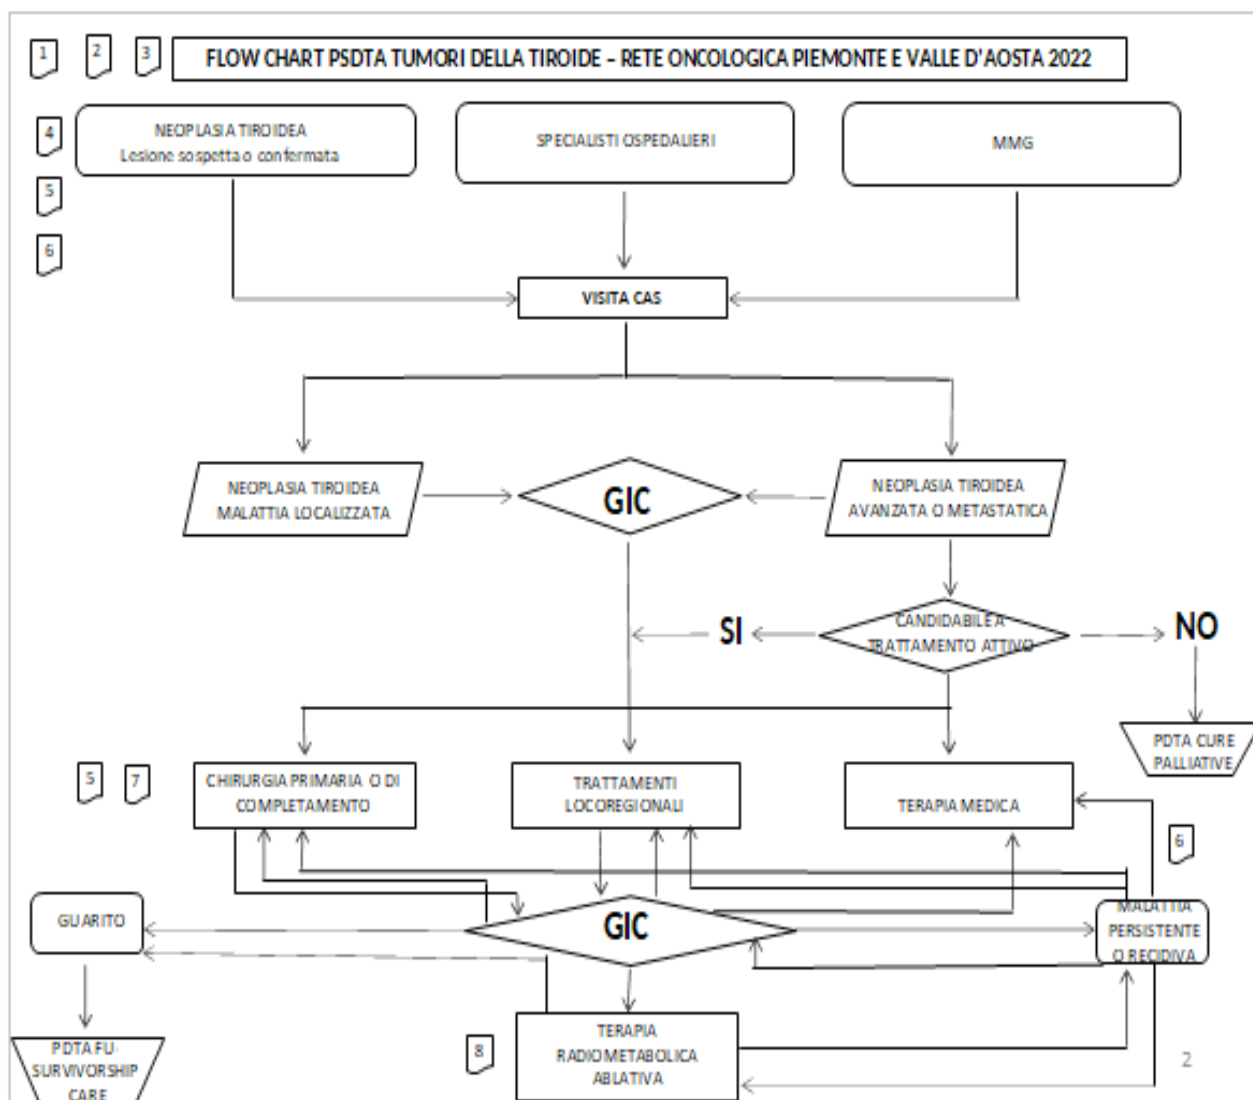 1 2 3 FLOW CHART PSDTA TUMORI DELLA TIROIDE – RETE ONCOLOGICA PIEMONTE E VALLE D'AOSTA 2022
4
NEOPLASIA TIROIDEA
Lesione sospetta o confermata
SPECIALISTI OSPEDALIERI
MMG
5
6
VISITA CAS
NEOPLASIA TIROIDEA
MALATTIA LOCALIZZATA
GIC
NEOPLASIA TIROIDEA
AVANZATA O METASTATICA
SI
CANDIDABILE A
TRATTAMENTO ATTIVO
NO
PDTA CURE
PALLIATIVE
5 7
CHIRURGIA PRIMARIA O DI
COMPLETAMENTO
TRATTAMENTI
LOCOREGIONALI
TERAPIA MEDICA
6
GUARITO
GIC
MALATTIA
PERSISTENTE
O RECIDIVA
PDTA FU-
SURVIVORSHIP
CARE
8
TERAPIA
RADIOMETABOLICA
ABLATIVA
2